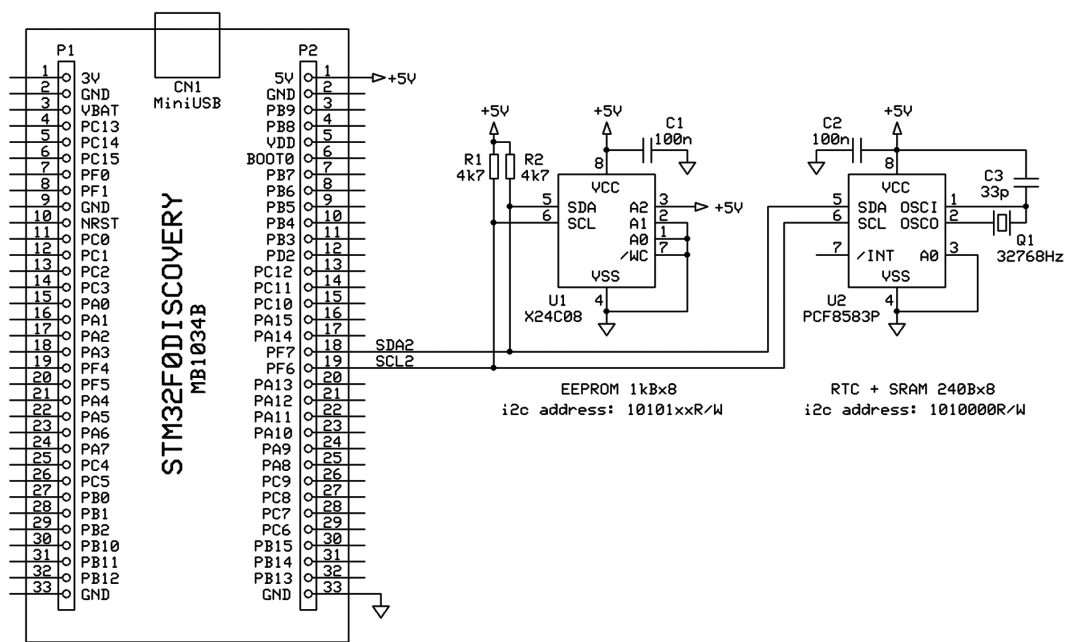 P1
P2
CN1
MiniUSB
STM32F0DISCOVERY
MB1034B
1 3V
2 GND
3 VBAT
4 PC13
5 PC14
6 PC15
7 PF0
8 PF1
9 GND
10 NRST
11 PC0
12 PC1
13 PC2
14 PC3
15 PA0
16 PA1
17 PA2
18 PA3
19 PF4
20 PF5
21 PA4
22 PA5
23 PA6
24 PA7
25 PC4
26 PC5
27 PB0
28 PB1
29 PB2
30 PB10
31 PB11
32 PB12
33 GND
5V 1 +5V
GND 2
PB9 3
PB8 4
VDD 5
BOOT0 6
PB7 7
PB6 8
PB5 9
PB4 10
PB3 11
PD2 12
PC12 13
PC11 14
PC10 15
PA15 16
PA14 17
PF7 18 SDA2
PF6 19 SCL2
PA13 20
PA12 21
PA11 22
PA10 23
PA9 24
PA8 25
PC9 26
PC8 27
PC7 28
PC6 29
PB15 30
PB14 31
PB13 32
GND 33
+5V
R1
4k7
R2
4k7
+5V
C1
100n
8
VCC
5 SDA A2 3 +5V
6 SCL A1 2
A0 1
/WC 7
VSS
4
U1
X24C08
EEPROM 1kBx8
i2c address: 10101xxR/W
+5V
C2
100n
8
VCC
C3
33p
5 SDA OSCI 1
6 SCL OSCO 2
Q1
32768Hz
7 /INT A0 3
VSS
4
U2
PCF8583P
RTC + SRAM 240Bx8
i2c address: 1010000R/W